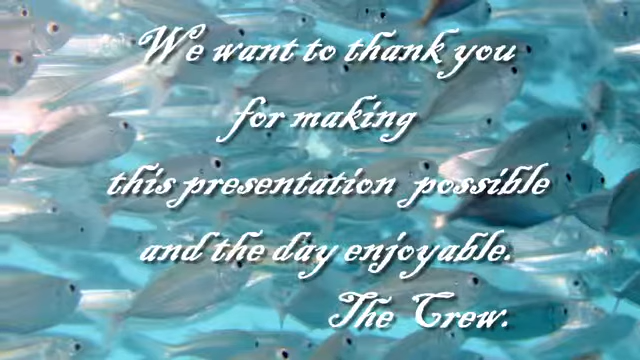 We want to thank you
for making
this presentation possible
and the day enjoyable.
The Crew.